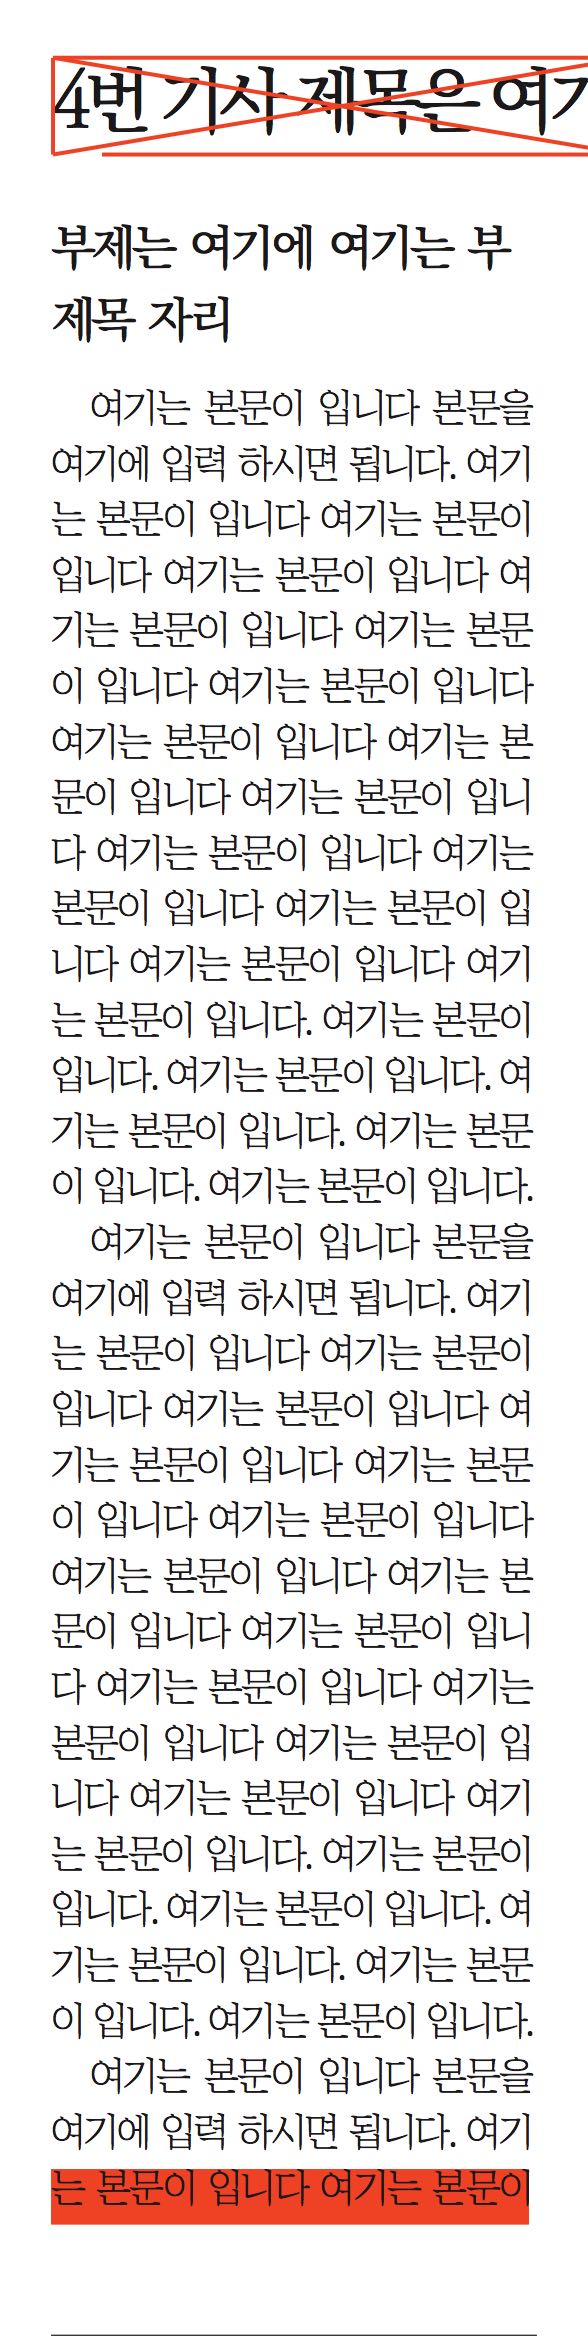 4번 기사 제목은 여기
부제는 여기에 여기는 부
제목 자리
여기는 본문이 입니다 본문을
여기에 입력 하시면 됩니다. 여기
는 본문이 입니다 여기는 본문이
입니다 여기는 본문이 입니다 여
기는 본문이 입니다 여기는 본문
이 입니다 여기는 본문이 입니다
여기는 본문이 입니다 여기는 본
문이 입니다 여기는 본문이 입니
다 여기는 본문이 입니다 여기는
본문이 입니다 여기는 본문이 입
니다 여기는 본문이 입니다 여기
는 본문이 입니다. 여기는 본문이
입니다. 여기는 본문이 입니다. 여
기는 본문이 입니다. 여기는 본문
이 입니다. 여기는 본문이 입니다.
여기는 본문이 입니다 본문을
여기에 입력 하시면 됩니다. 여기
는 본문이 입니다 여기는 본문이
입니다 여기는 본문이 입니다 여
기는 본문이 입니다 여기는 본문
이 입니다 여기는 본문이 입니다
여기는 본문이 입니다 여기는 본
문이 입니다 여기는 본문이 입니
다 여기는 본문이 입니다 여기는
본문이 입니다 여기는 본문이 입
니다 여기는 본문이 입니다 여기
는 본문이 입니다. 여기는 본문이
입니다. 여기는 본문이 입니다. 여
기는 본문이 입니다. 여기는 본문
이 입니다. 여기는 본문이 입니다.
여기는 본문이 입니다 본문을
여기에 입력 하시면 됩니다. 여기
는 본문이 입니다 여기는 본문이